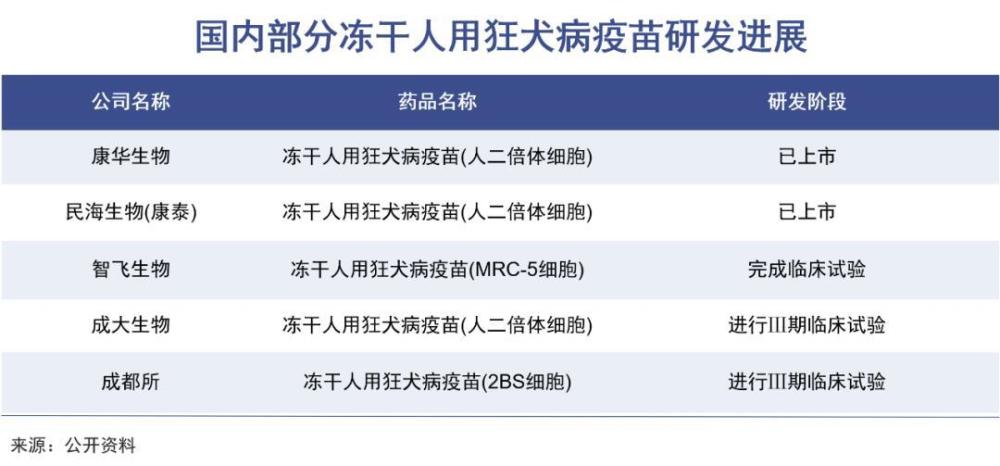 国内部分冻干人用狂犬病疫苗研发进展
公司名称 药品名称 研发阶段
康华生物 冻干人用狂犬病疫苗(人二倍体细胞) 已上市
民海生物(康泰) 冻干人用狂犬病疫苗(人二倍体细胞) 已上市
智飞生物 冻干人用狂犬病疫苗(MRC-5细胞) 完成临床试验
成大生物 冻干人用狂犬病疫苗(人二倍体细胞) 进行III期临床试验
成都所 冻干人用狂犬病疫苗(2BS细胞) 进行III期临床试验
来源：公开资料